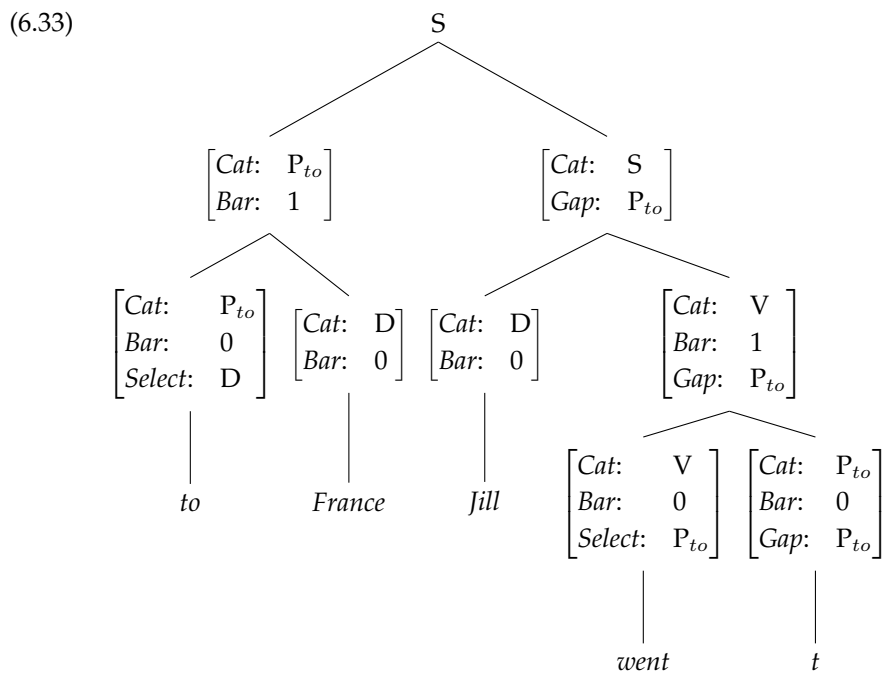 (6.33)
S
Cat: P_to
Bar: 1
Cat: S
Gap: P_to
Cat: P_to
Bar: 0
Select: D
Cat: D
Bar: 0
Cat: D
Bar: 0
Cat: V
Bar: 1
Gap: P_to
to
France
Jill
Cat: V
Bar: 0
Select: P_to
Cat: P_to
Bar: 0
Gap: P_to
went
t